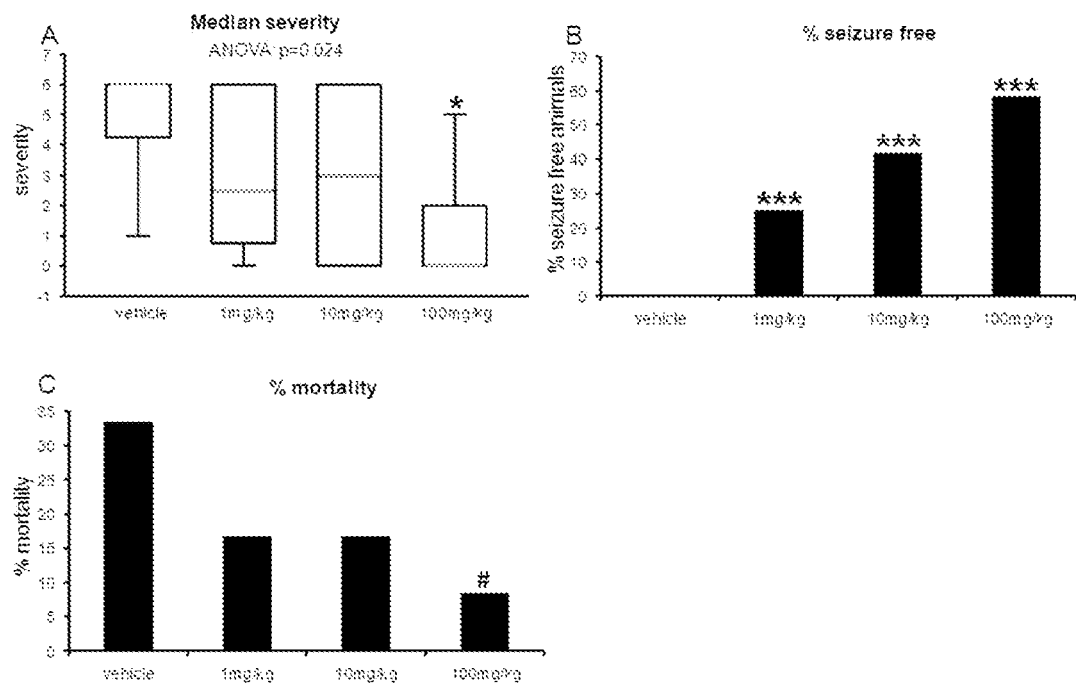 A
Median severity
ANOVA: p=0.024
7
6
5
4
3
2
1
0
-1
severity
*
vehicle 1mg/kg 10mg/kg 100mg/kg
B
% seizure free
70
60
50
40
30
20
10
0
% seizure free animals
***
***
***
vehicle 1mg/kg 10mg/kg 100mg/kg
C
% mortality
35
30
25
20
15
10
5
0
% mortality
#
vehicle 1mg/kg 10mg/kg 100mg/kg